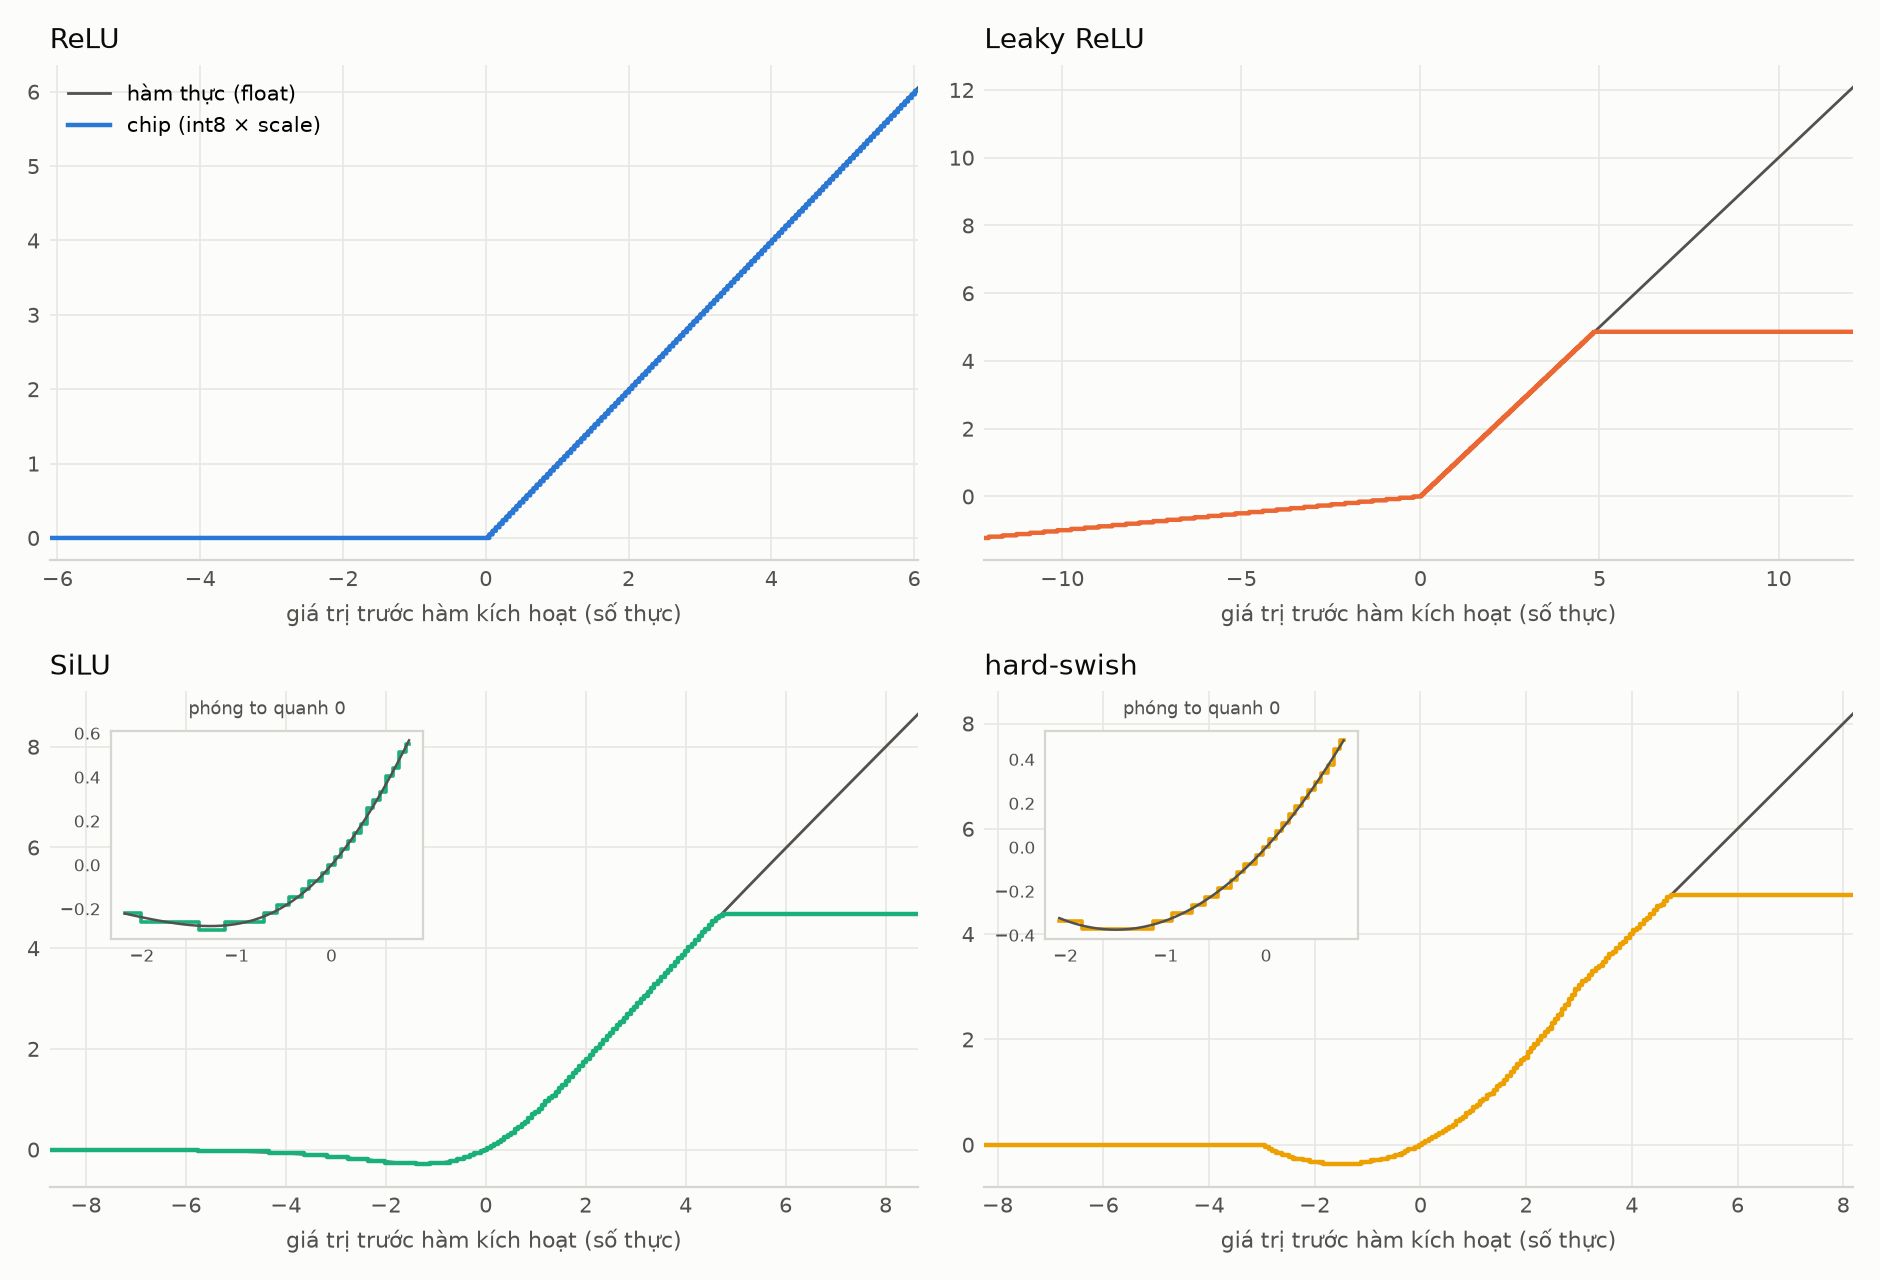 ReLU
hàm thực (float)
chip (int8 × scale)
6
5
4
3
2
1
0
−6 −4 −2 0 2 4 6
giá trị trước hàm kích hoạt (số thực)
Leaky ReLU
12
10
8
6
4
2
0
−10 −5 0 5 10
giá trị trước hàm kích hoạt (số thực)
SiLU
phóng to quanh 0
0.6
0.4
0.2
0.0
−0.2
−2 −1 0
8
6
4
2
0
−8 −6 −4 −2 0 2 4 6 8
giá trị trước hàm kích hoạt (số thực)
hard-swish
phóng to quanh 0
0.4
0.2
0.0
−0.2
−0.4
−2 −1 0
8
6
4
2
0
−8 −6 −4 −2 0 2 4 6 8
giá trị trước hàm kích hoạt (số thực)